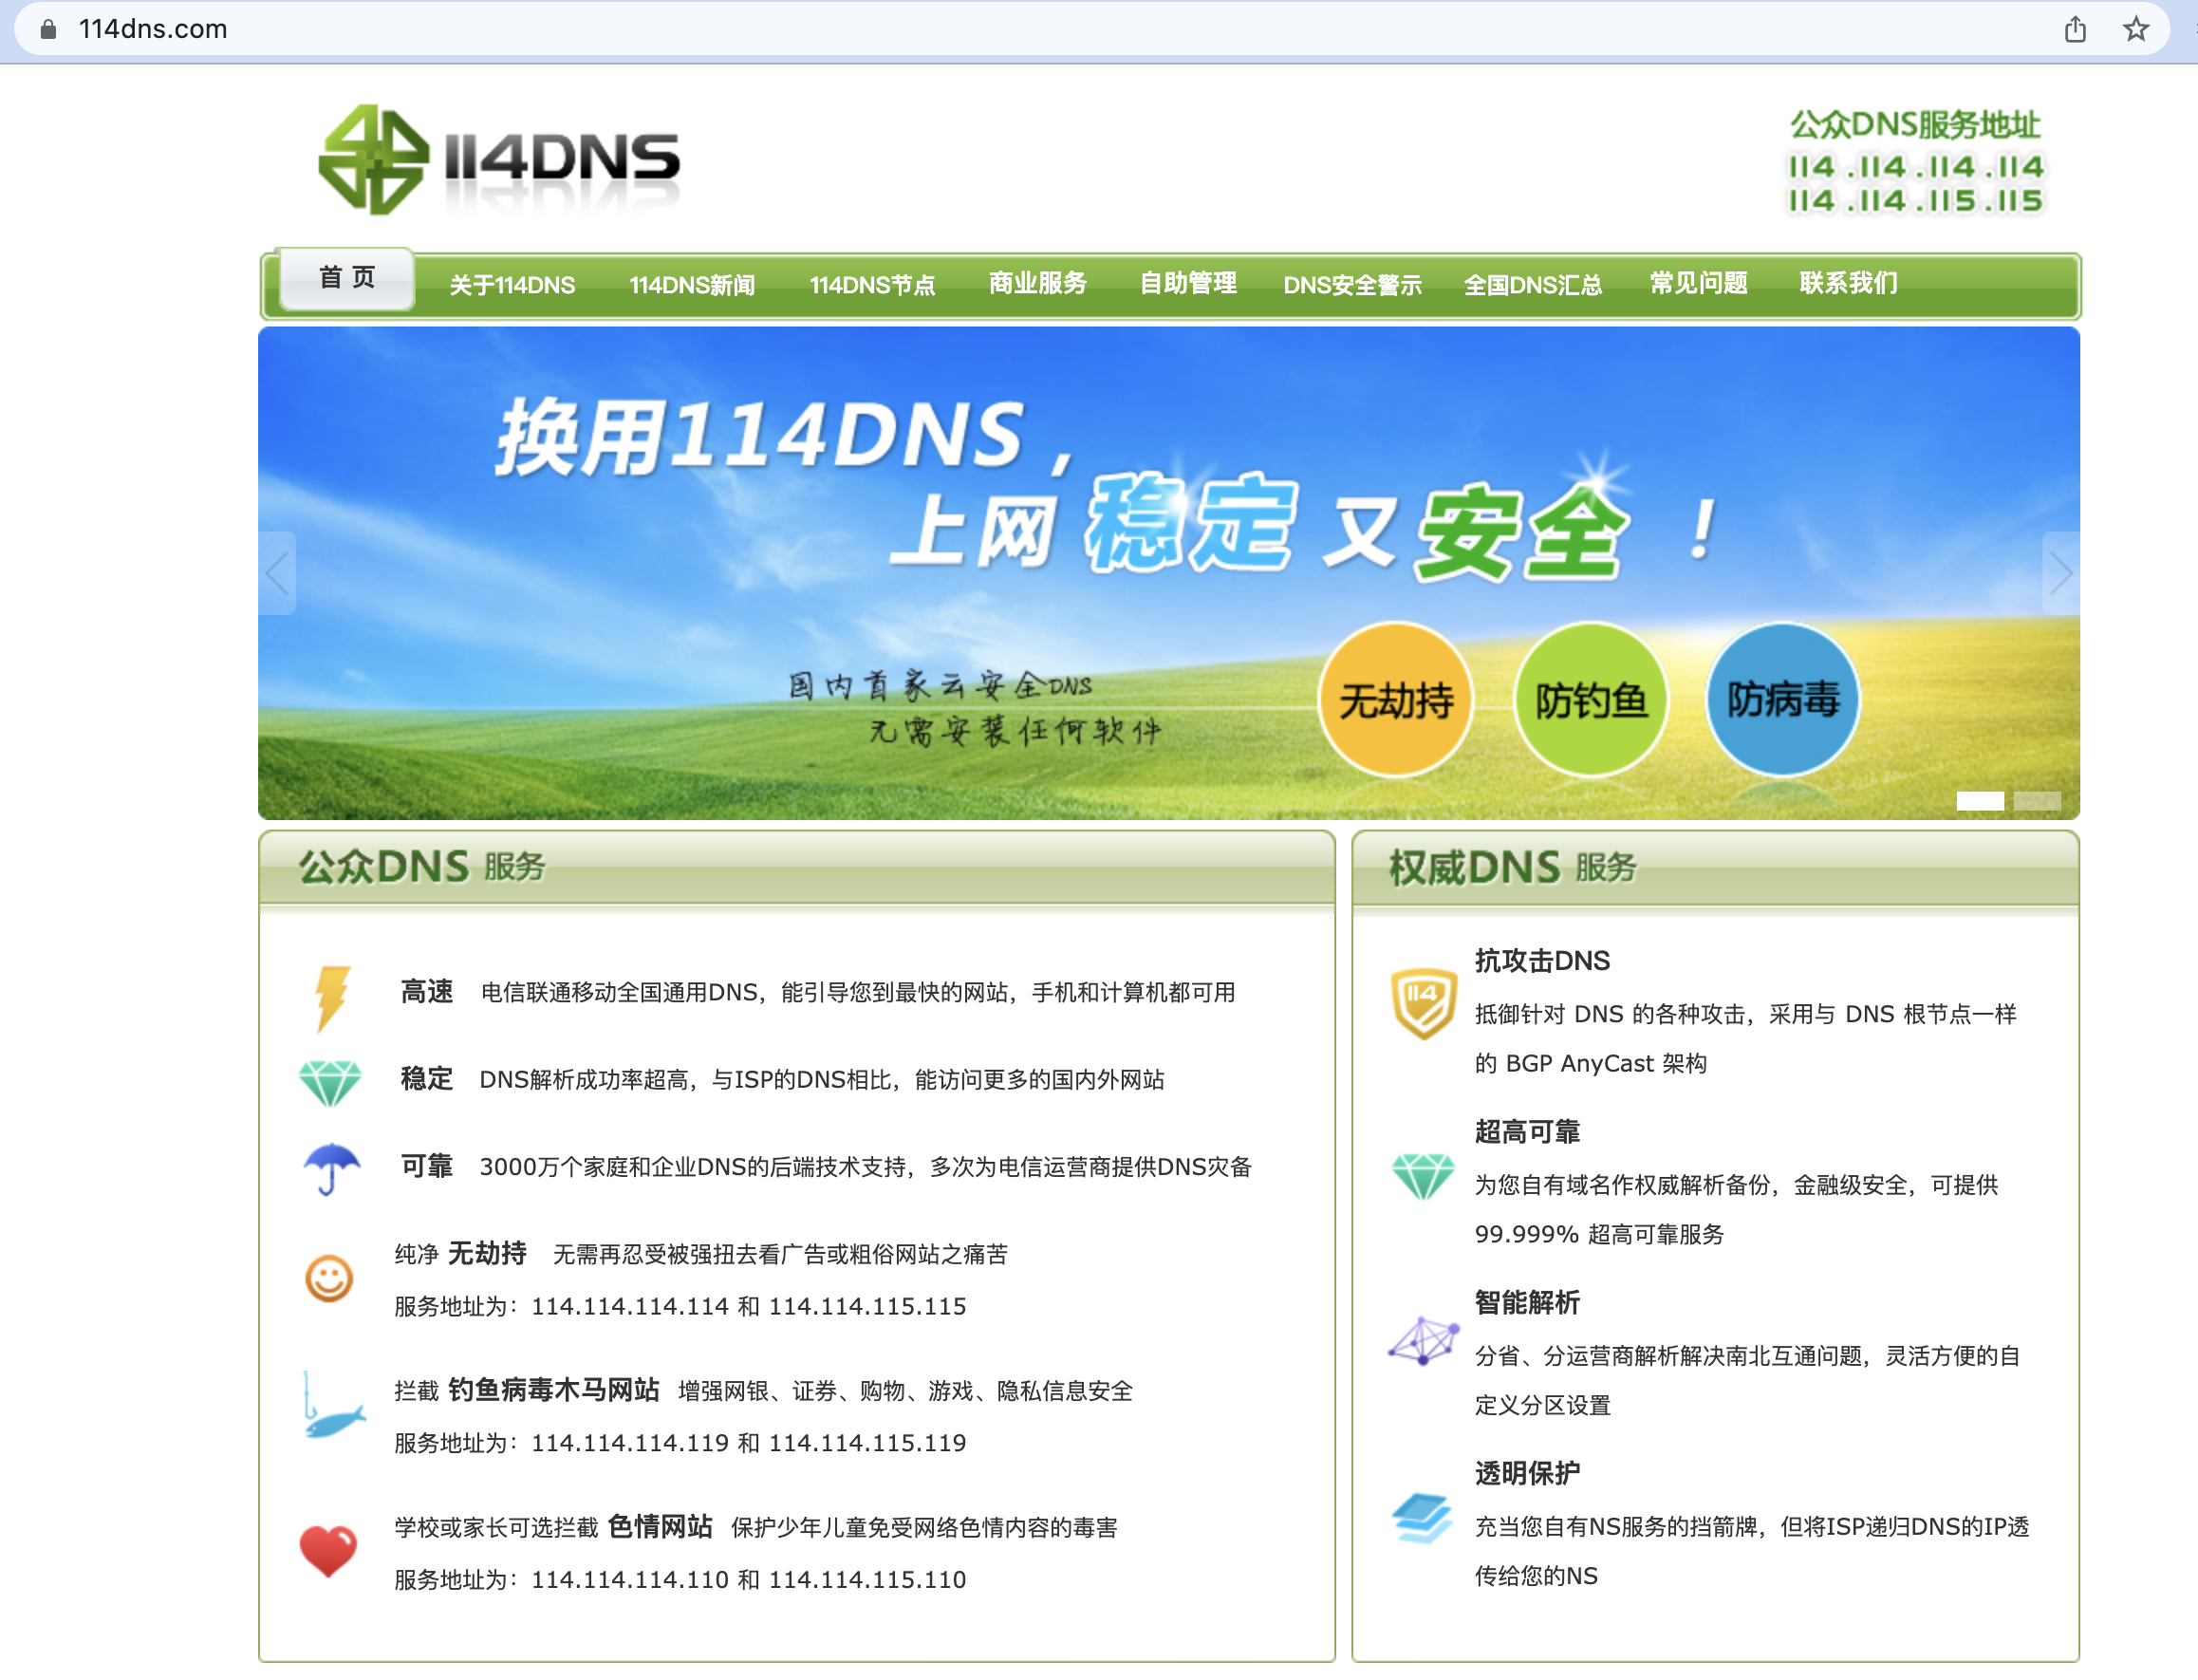 114dns.com
114DNS
公众DNS服务地址
114.114.114.114
114.114.115.115
首 页
关于114DNS
114DNS新闻
114DNS节点
商业服务
自助管理
DNS安全警示
全国DNS汇总
常见问题
联系我们
换用114DNS，
上网 稳定 又 安全 ！
国内首家云安全DNS
无需安装任何软件
无劫持
防钓鱼
防病毒
公众DNS 服务
高速 电信联通移动全国通用DNS，能引导您到最快的网站，手机和计算机都可用
稳定 DNS解析成功率超高，与ISP的DNS相比，能访问更多的国内外网站
可靠 3000万个家庭和企业DNS的后端技术支持，多次为电信运营商提供DNS灾备
纯净 无劫持 无需再忍受被强扭去看广告或粗俗网站之痛苦
服务地址为：114.114.114.114 和 114.114.115.115
拦截 钓鱼病毒木马网站 增强网银、证券、购物、游戏、隐私信息安全
服务地址为：114.114.114.119 和 114.114.115.119
学校或家长可选拦截 色情网站 保护少年儿童免受网络色情内容的毒害
服务地址为：114.114.114.110 和 114.114.115.110
权威DNS 服务
114
抗攻击DNS
抵御针对 DNS 的各种攻击，采用与 DNS 根节点一样
的 BGP AnyCast 架构
超高可靠
为您自有域名作权威解析备份，金融级安全，可提供
99.999% 超高可靠服务
智能解析
分省、分运营商解析解决南北互通问题，灵活方便的自
定义分区设置
透明保护
充当您自有NS服务的挡箭牌，但将ISP递归DNS的IP透
传给您的NS